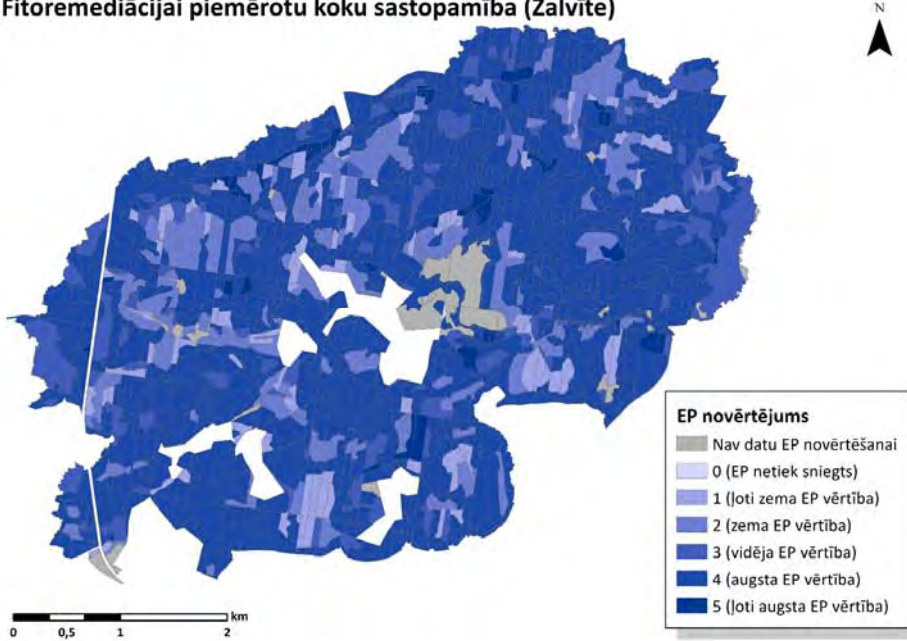 Fitoremediācijai piemērotu koku sastopamība (Zalvīte)
N
EP novērtējums
Nav datu EP novērtēšanai
0 (EP netiek sniegts)
1 (ļoti zema EP vērtība)
2 (zema EP vērtība)
3 (vidēja EP vērtība)
4 (augsta EP vērtība)
5 (ļoti augsta EP vērtība)
km
0 0,5 1 2